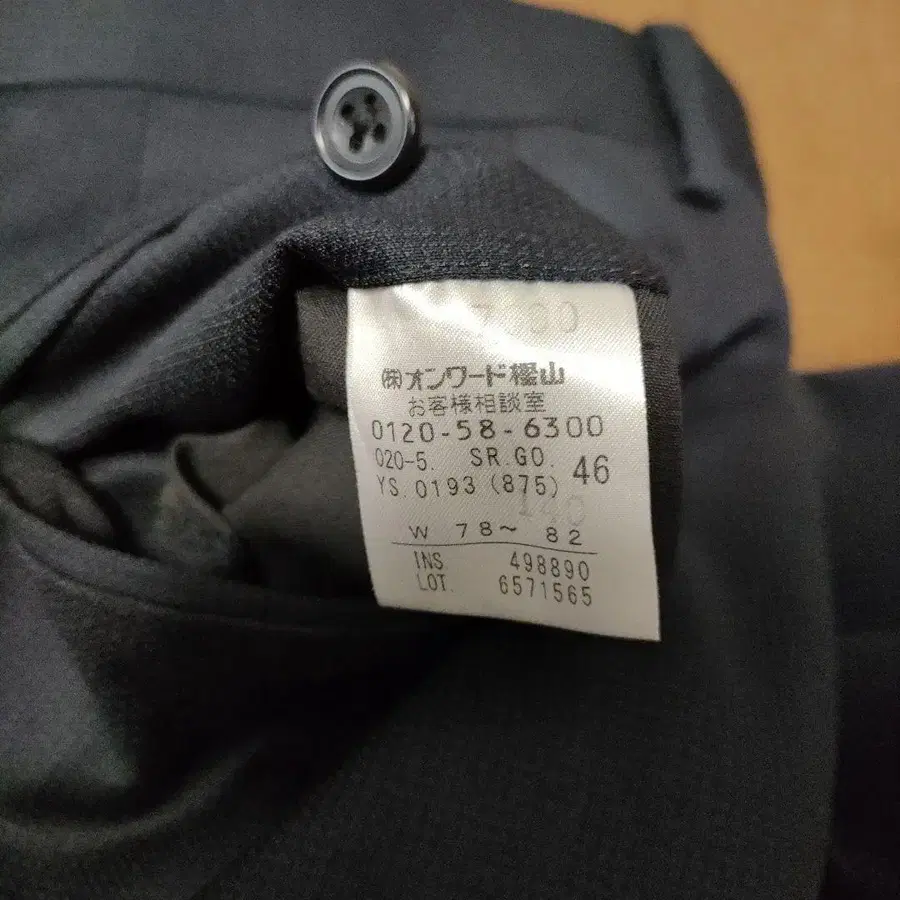 ㈱オンワード樫山
お客様相談室
0120-58-6300
020-5. SR.GO. 46
YS.0193 (875)
W 78～ 82
INS 498890
LOT. 6571565